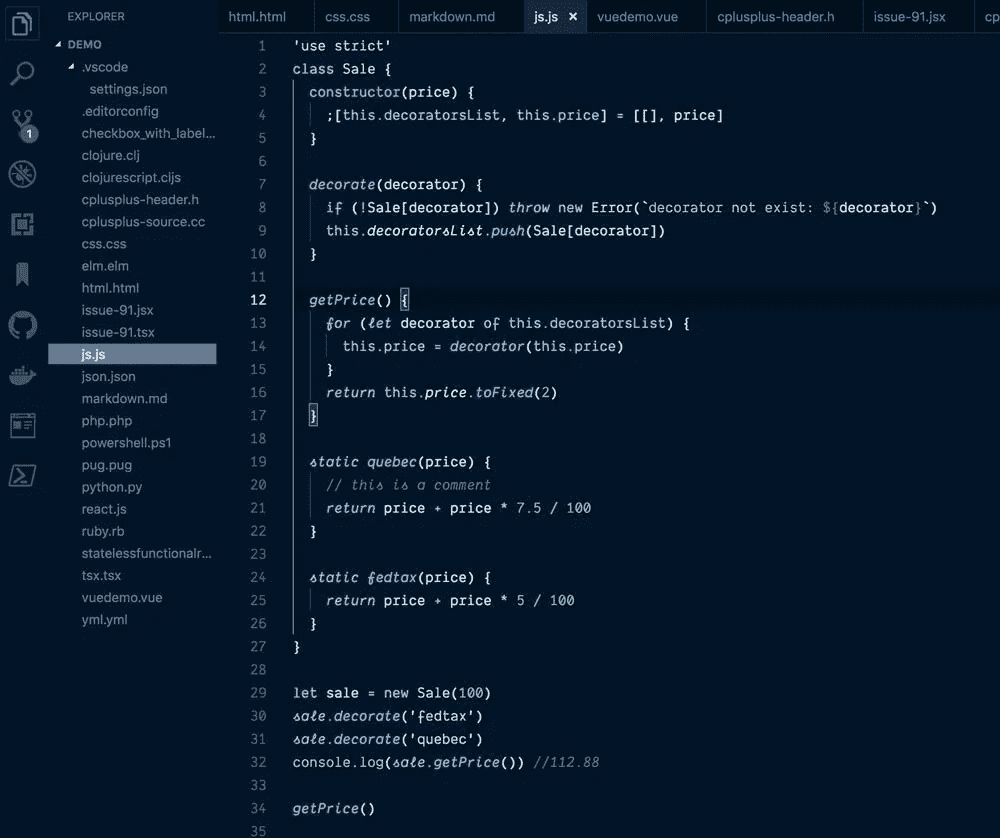 EXPLORER
DEMO
.vscode
settings.json
.editorconfig
checkbox_with_label...
clojure.clj
clojurescript.cljs
cplusplus-header.h
cplusplus-source.cc
css.css
elm.elm
html.html
issue-91.jsx
issue-91.tsx
js.js
json.json
markdown.md
php.php
powershell.ps1
pug.pug
python.py
react.js
ruby.rb
statelessfunctionalr...
tsx.tsx
vuedemo.vue
yml.yml
1
html.html css.css markdown.md js.js × vuedemo.vue cplusplus-header.h issue-91.jsx cp
1 'use strict'
2 class Sale {
3 constructor(price) {
4 ;[this.decoratorsList, this.price] = [[], price]
5 }
6
7 decorate(decorator) {
8 if (!Sale[decorator]) throw new Error(`decorator not exist: ${decorator}`)
9 this.decoratorsList.push(Sale[decorator])
10 }
11
12 getPrice() {
13 for (let decorator of this.decoratorsList) {
14 this.price = decorator(this.price)
15 }
16 return this.price.toFixed(2)
17 }
18
19 static quebec(price) {
20 // this is a comment
21 return price + price * 7.5 / 100
22 }
23
24 static fedtax(price) {
25 return price + price * 5 / 100
26 }
27 }
28
29 let sale = new Sale(100)
30 sale.decorate('fedtax')
31 sale.decorate('quebec')
32 console.log(sale.getPrice()) //112.88
33
34 getPrice()
35